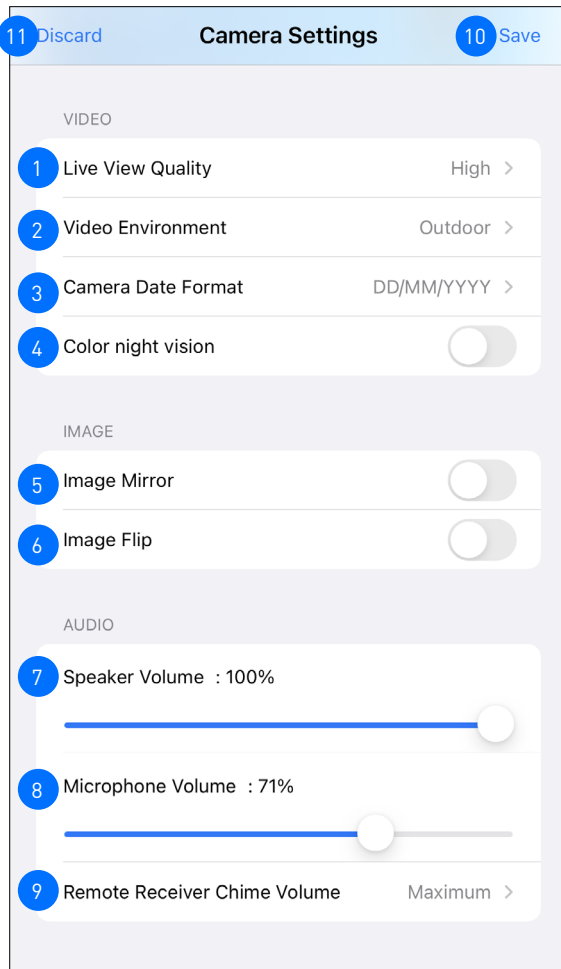 11 Discard Camera Settings 10 Save
VIDEO
1 Live View Quality High >
2 Video Environment Outdoor >
3 Camera Date Format DD/MM/YYYY >
4 Color night vision
IMAGE
5 Image Mirror
6 Image Flip
AUDIO
7 Speaker Volume : 100%
8 Microphone Volume : 71%
9 Remote Receiver Chime Volume Maximum >